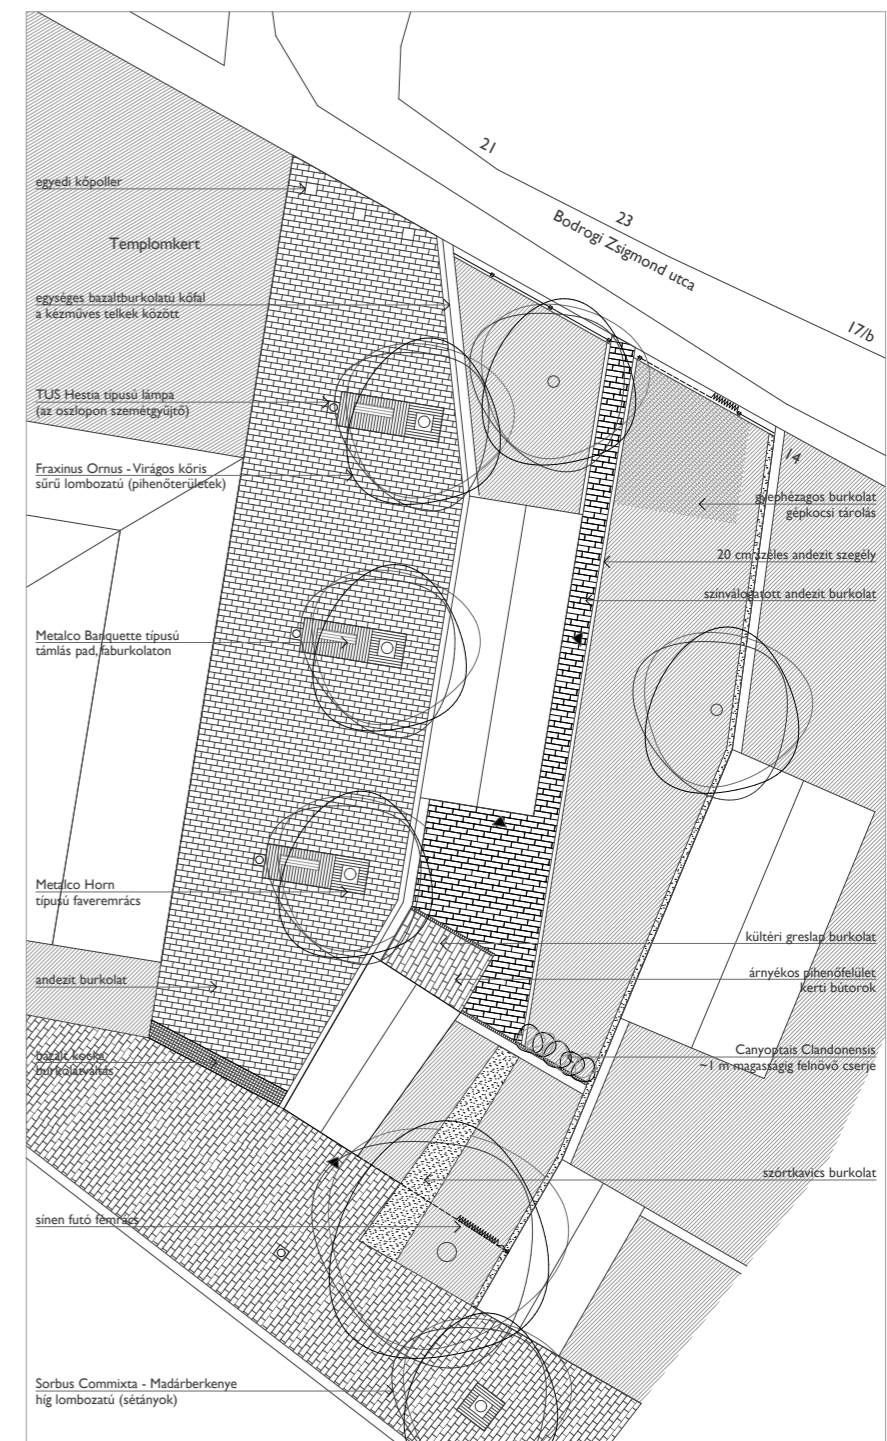 21
23
Bodrogi Zsigmond utca
17/b
14
egyedi kőpoller
Templomkert
egységes bazaltburkolatú kőfal
a kézműves telkek között
TUS Hestia típusú lámpa
(az oszlopon szemétgyűjtő)
Fraxinus Ornus - Virágos kőris
sűrű lombozatú (pihenőterületek)
Metalco Banquette típusú
támlás pad, faburkolaton
Metalco Horn
típusú faveremrács
andezit burkolat
bazalt kocka
burkolatváltás
sínen futó fémrács
Sorbus Commixta - Madárberkenye
híg lombozatú (sétányok)
gyephézagos burkolat
gépkocsi tárolás
20 cm széles andezit szegély
színválogatott andezit burkolat
kültéri greslap burkolat
árnyékos pihenőfelület
kerti bútorok
Canyoptais Clandonensis
~1 m magasságig felnövő cserje
szórtkavics burkolat